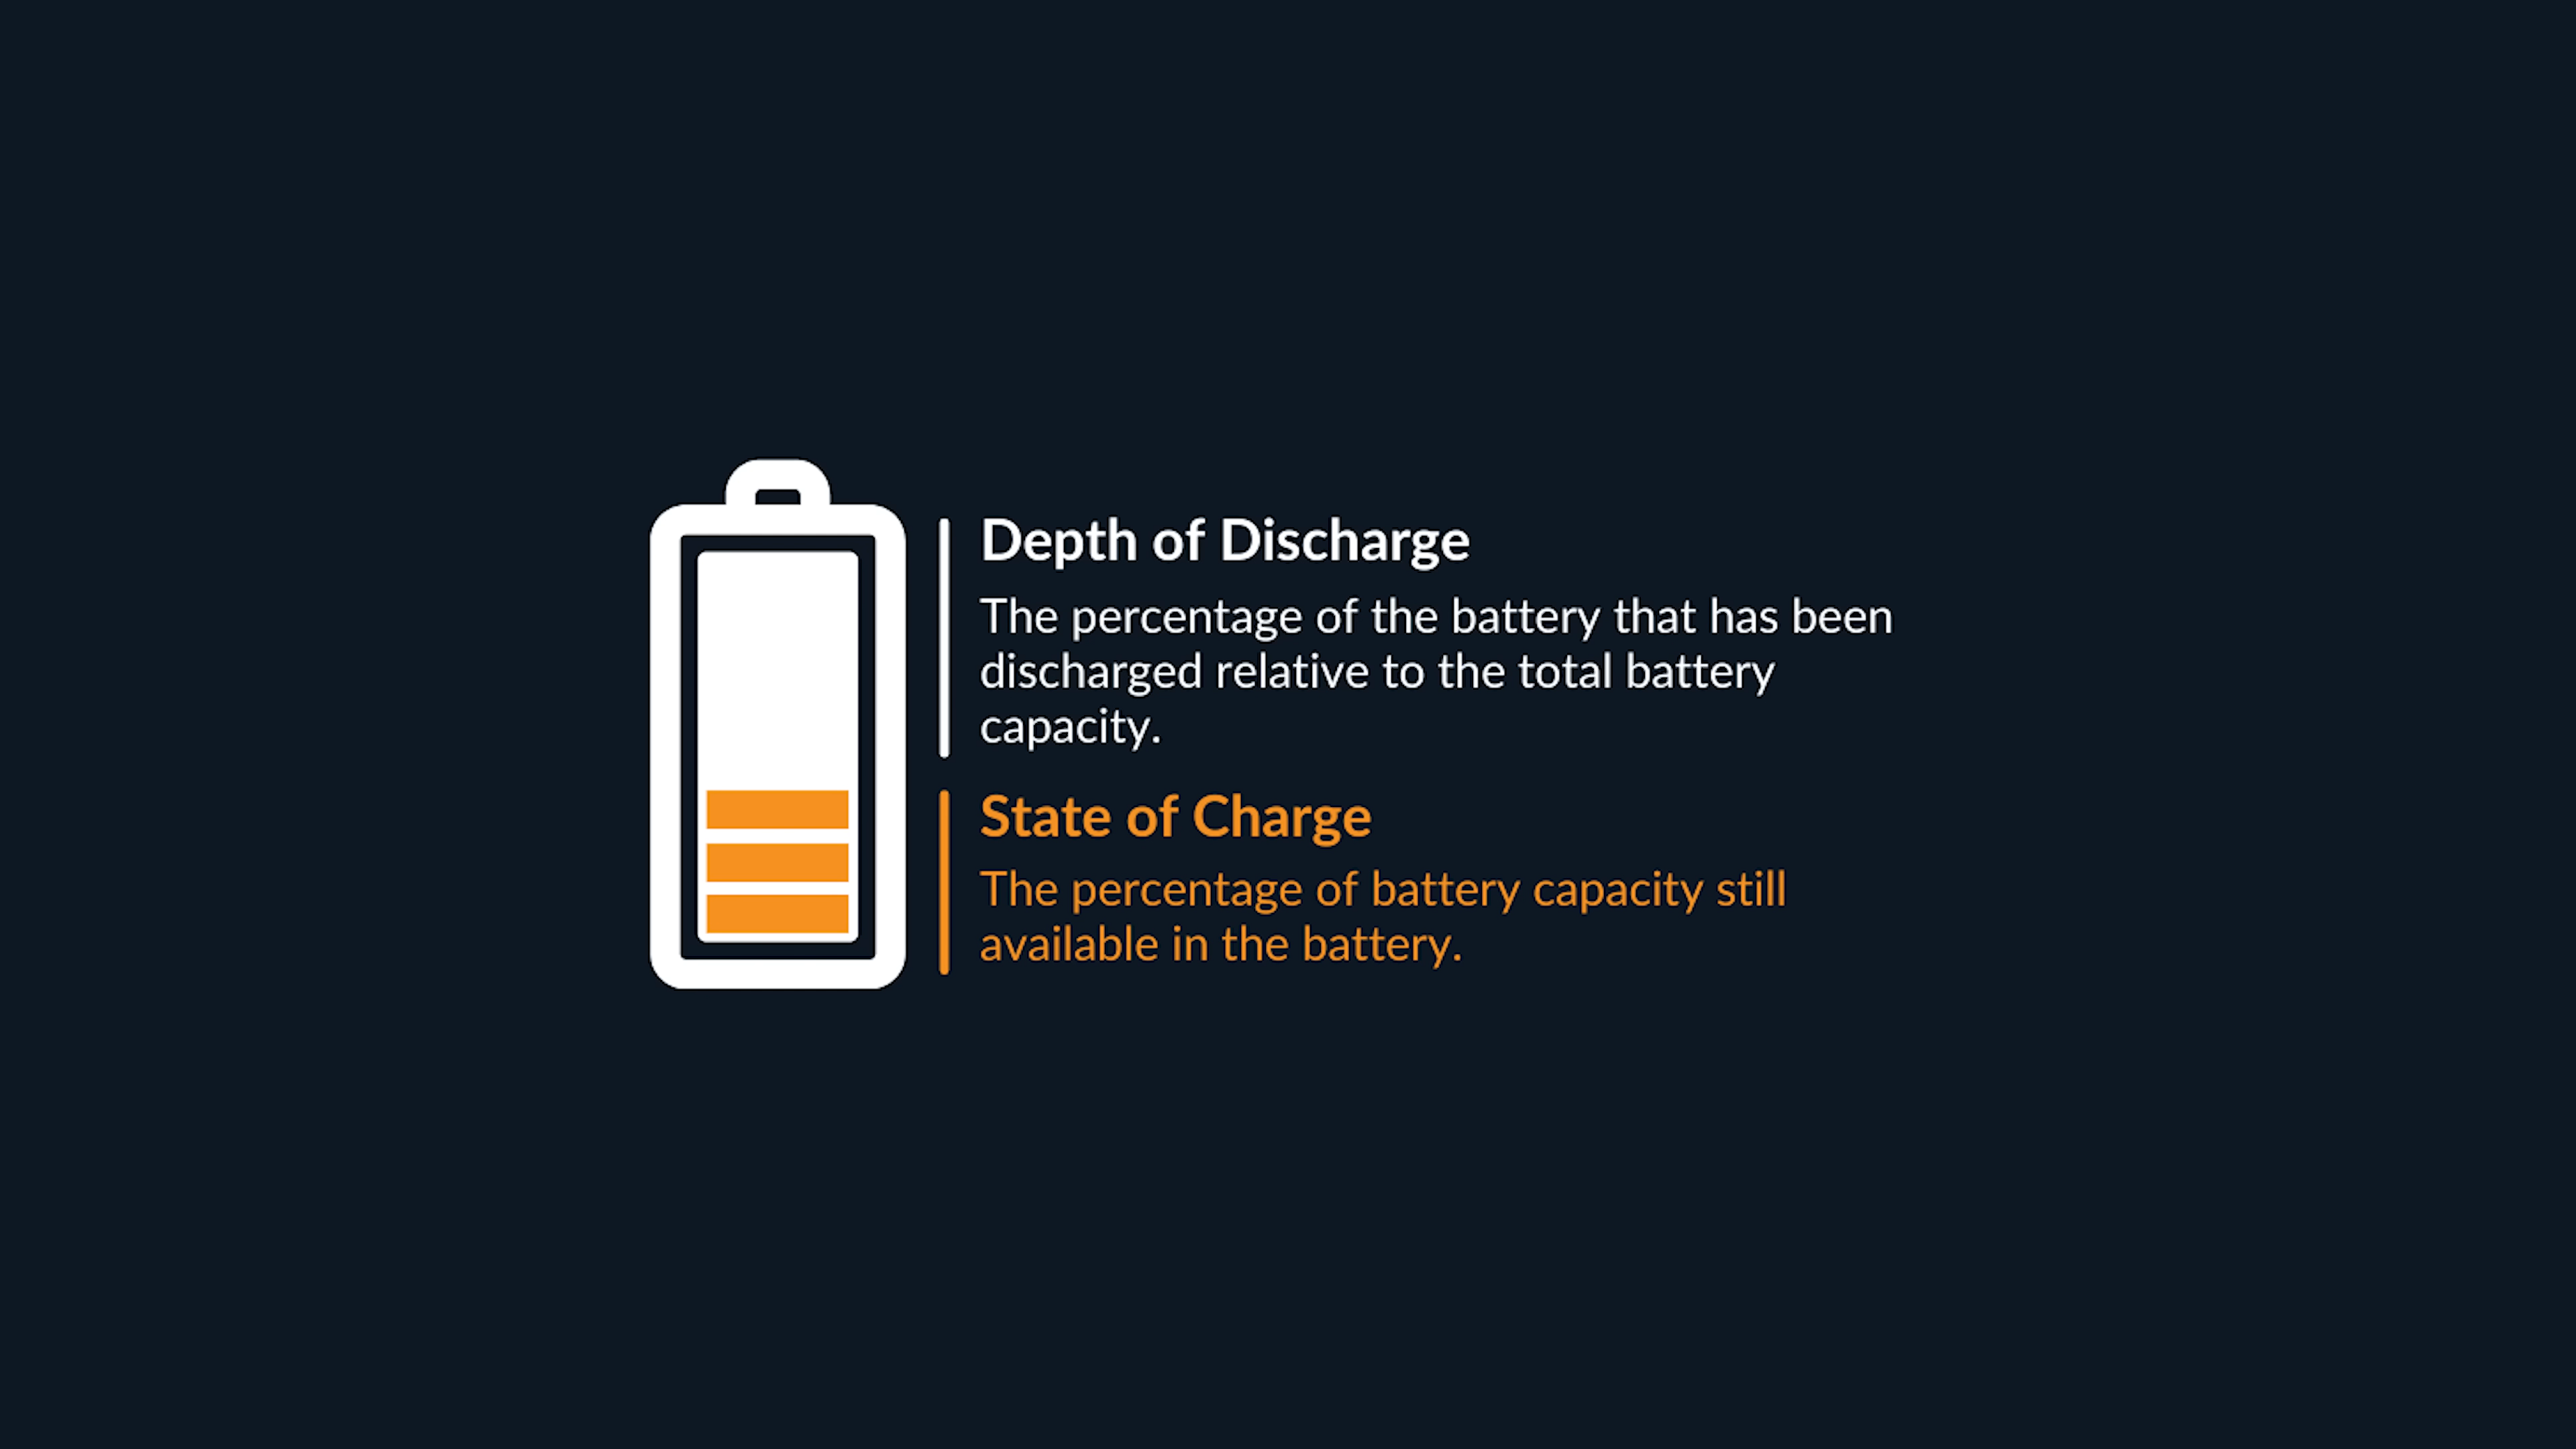 Depth of Discharge
The percentage of the battery that has been
discharged relative to the total battery
capacity.
State of Charge
The percentage of battery capacity still
available in the battery.